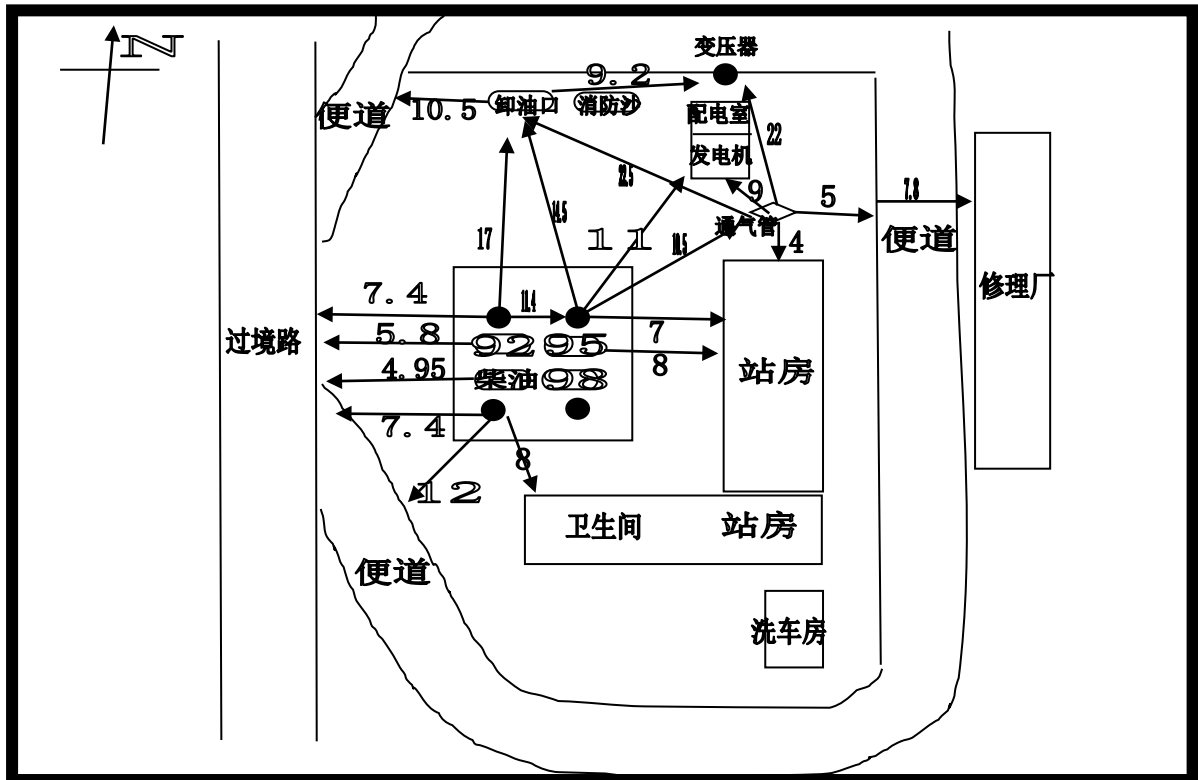 N
变压器
9.2
便道
10.5
卸油口
消防沙
配电室
发电机
22
22.5
14.5
9
5
7.8
17
11
18.5
通气管
4
便道
修理厂
7.4
11.4
过境路
5.8
92
95
7
8
站房
4.95
柴油
98
7.4
8
12
卫生间
站房
便道
洗车房